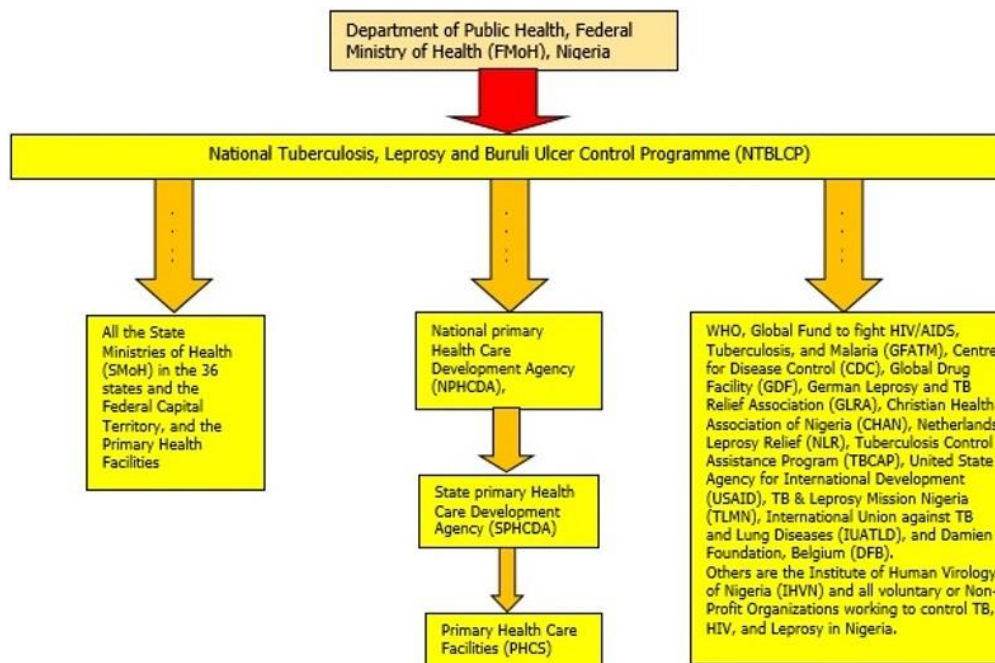 Department of Public Health, Federal
Ministry of Health (FMoH), Nigeria
National Tuberculosis, Leprosy and Buruli Ulcer Control Programme (NTBLCP)
All the State
Ministries of Health
(SMoH) in the 36
states and the
Federal Capital
Territory, and the
Primary Health
Facilities
National primary
Health Care
Development Agency
(NPHCDA),
State primary Health
Care Development
Agency (SPHCDA)
Primary Health Care
Facilities (PHCS)
WHO, Global Fund to fight HIV/AIDS,
Tuberculosis, and Malaria (GFATM), Centre
for Disease Control (CDC), Global Drug
Facility (GDF), German Leprosy and TB
Relief Association (GLRA), Christian Health
Association of Nigeria (CHAN), Netherlands
Leprosy Relief (NLR), Tuberculosis Control
Assistance Program (TBCAP), United State
Agency for International Development
(USAID), TB & Leprosy Mission Nigeria
(TLMN), International Union against TB
and Lung Diseases (IUATLD), and Damien
Foundation, Belgium (DFB).
Others are the Institute of Human Virology
of Nigeria (IHVN) and all voluntary or Non-
Profit Organizations working to control TB,
HIV, and Leprosy in Nigeria.